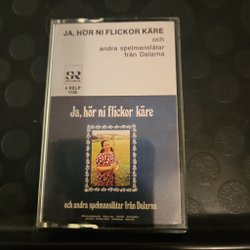 JA, HÖR NI FLICKOR KÄRE
och
andra spelmanslåtar
från Dalarna
SR
Ja, hör ni flickor käre
och andra spelmanslåtar från Dalarna